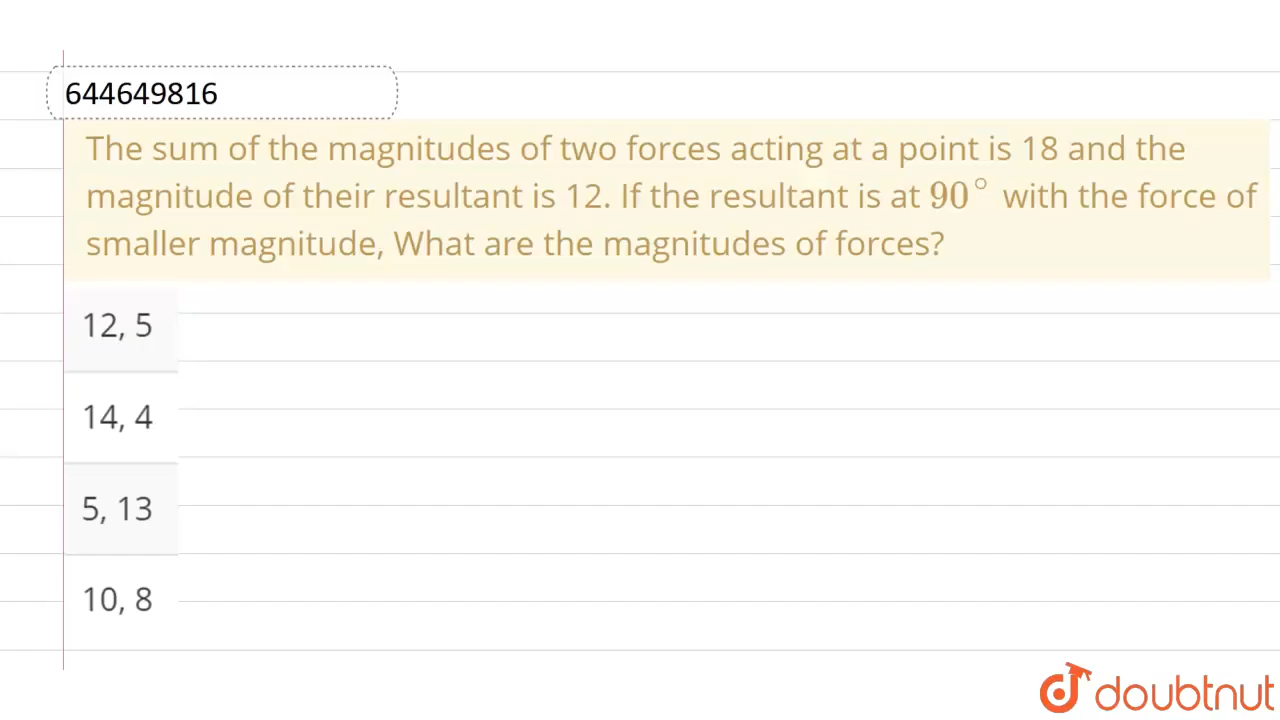 644649816
The sum of the magnitudes of two forces acting at a point is 18 and the
magnitude of their resultant is 12. If the resultant is at 90° with the force of
smaller magnitude, What are the magnitudes of forces?
12, 5
14, 4
5, 13
10, 8
doubtnut